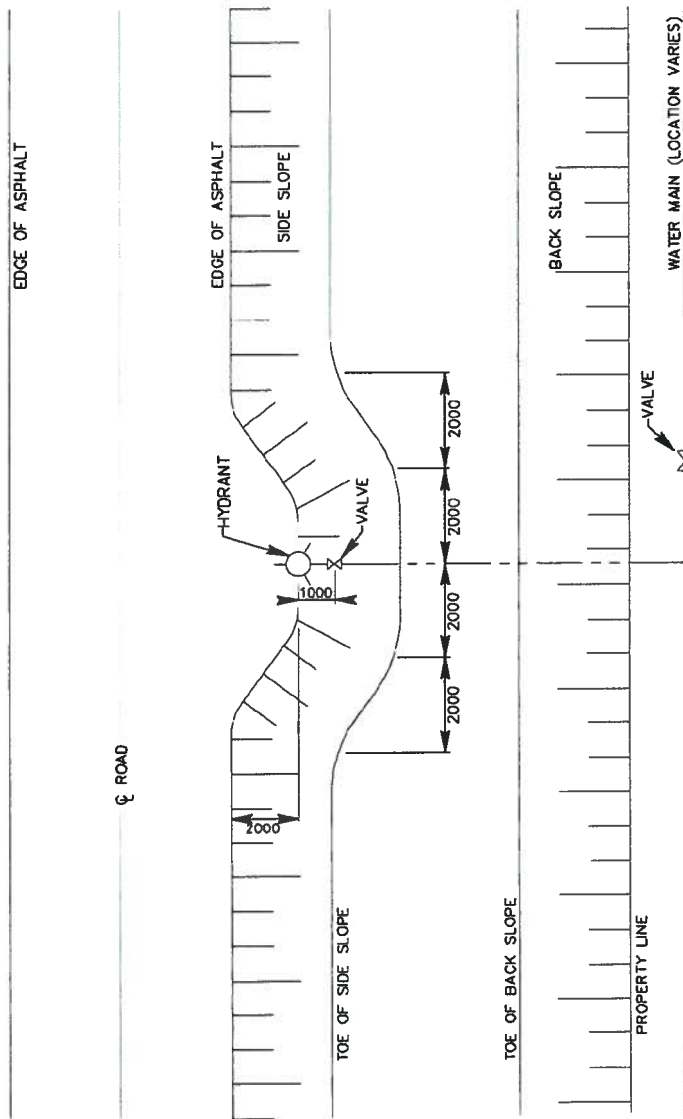 EDGE OF ASPHALT
℄ ROAD
EDGE OF ASPHALT
SIDE SLOPE
HYDRANT
VALVE
1000
2000
2000
2000
2000
2000
TOE OF SIDE SLOPE
TOE OF BACK SLOPE
BACK SLOPE
PROPERTY LINE
VALVE
WATER MAIN (LOCATION VARIES)